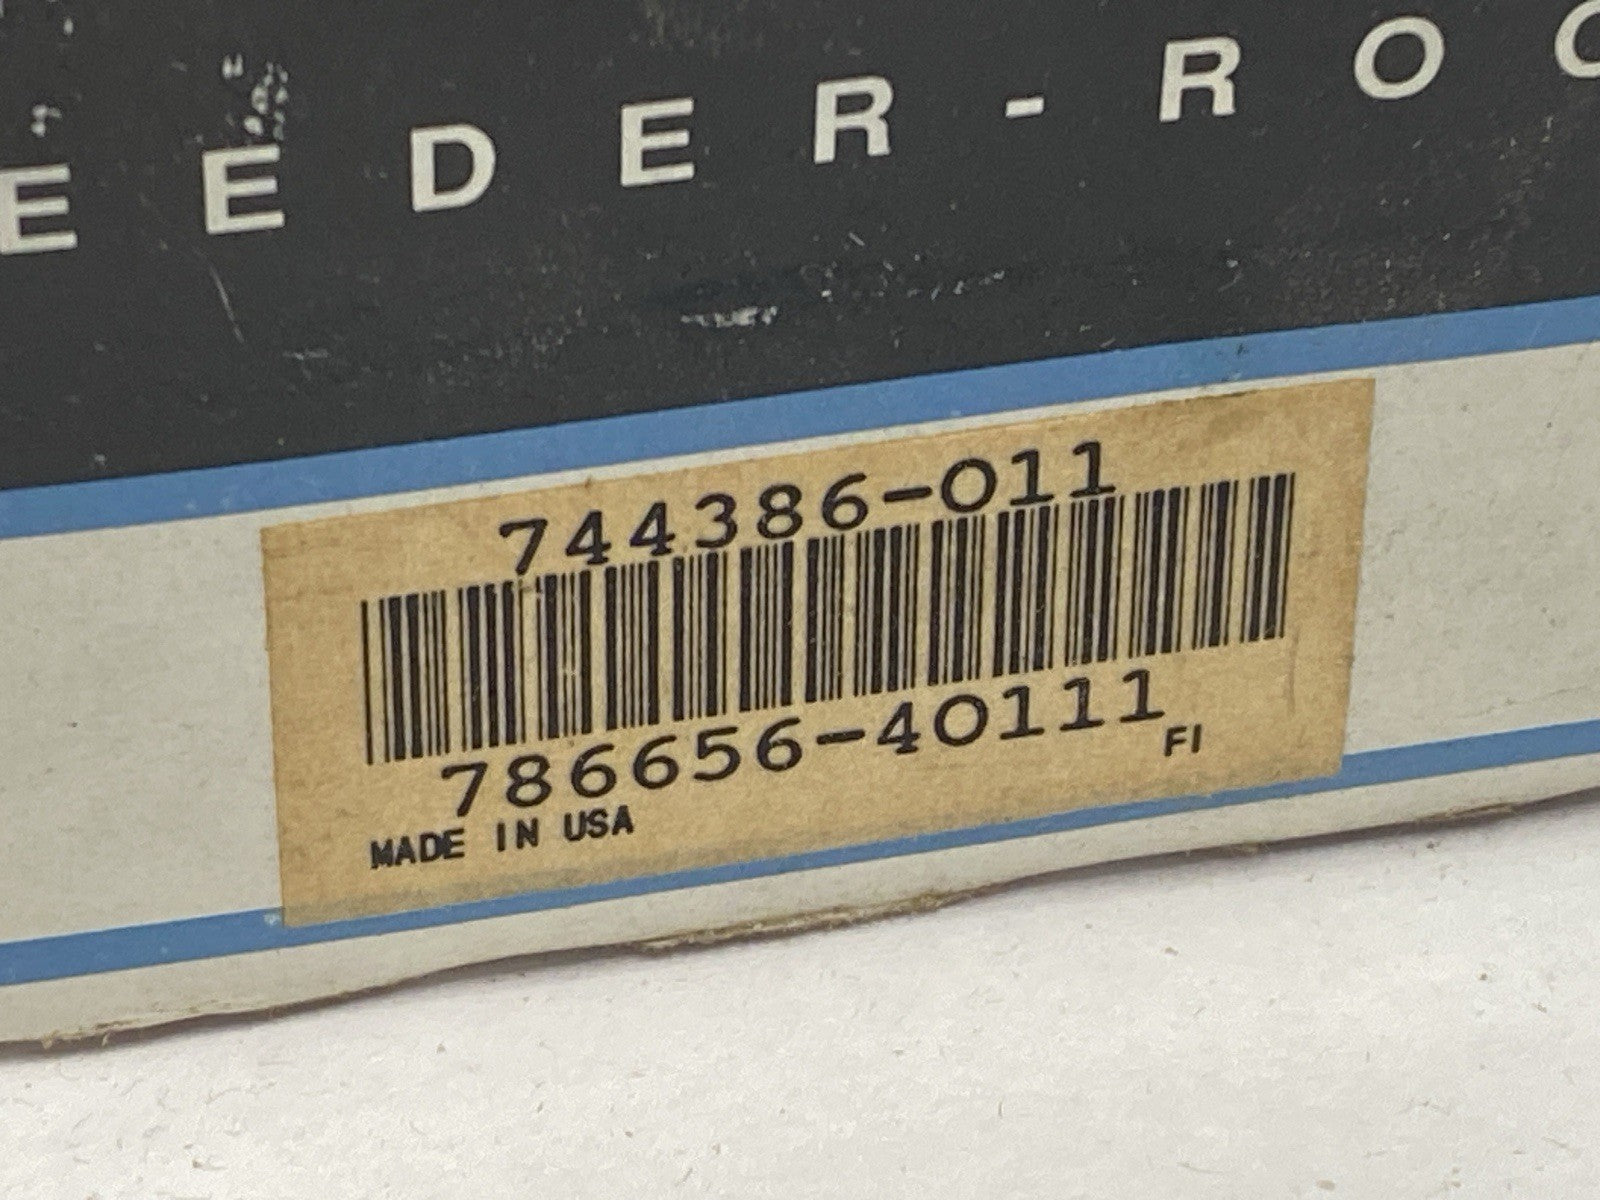 EEDER-ROO
744386-011
786656-40111
FI
MADE IN USA